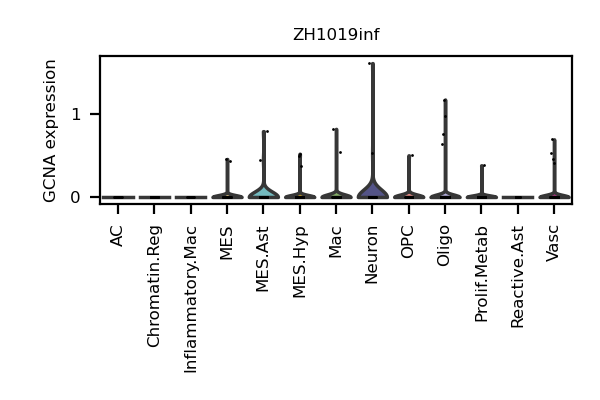 ZH1019inf
GCNA expression
1
0
AC
Chromatin.Reg
Inflammatory.Mac
MES
MES.Ast
MES.Hyp
Mac
Neuron
OPC
Oligo
Prolif.Metab
Reactive.Ast
Vasc